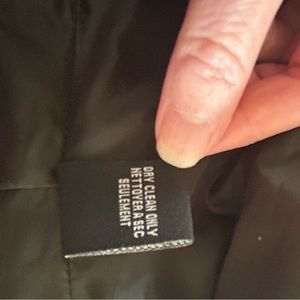 DRY CLEAN ONLY
NETTOYER A SEC
SEULEMENT